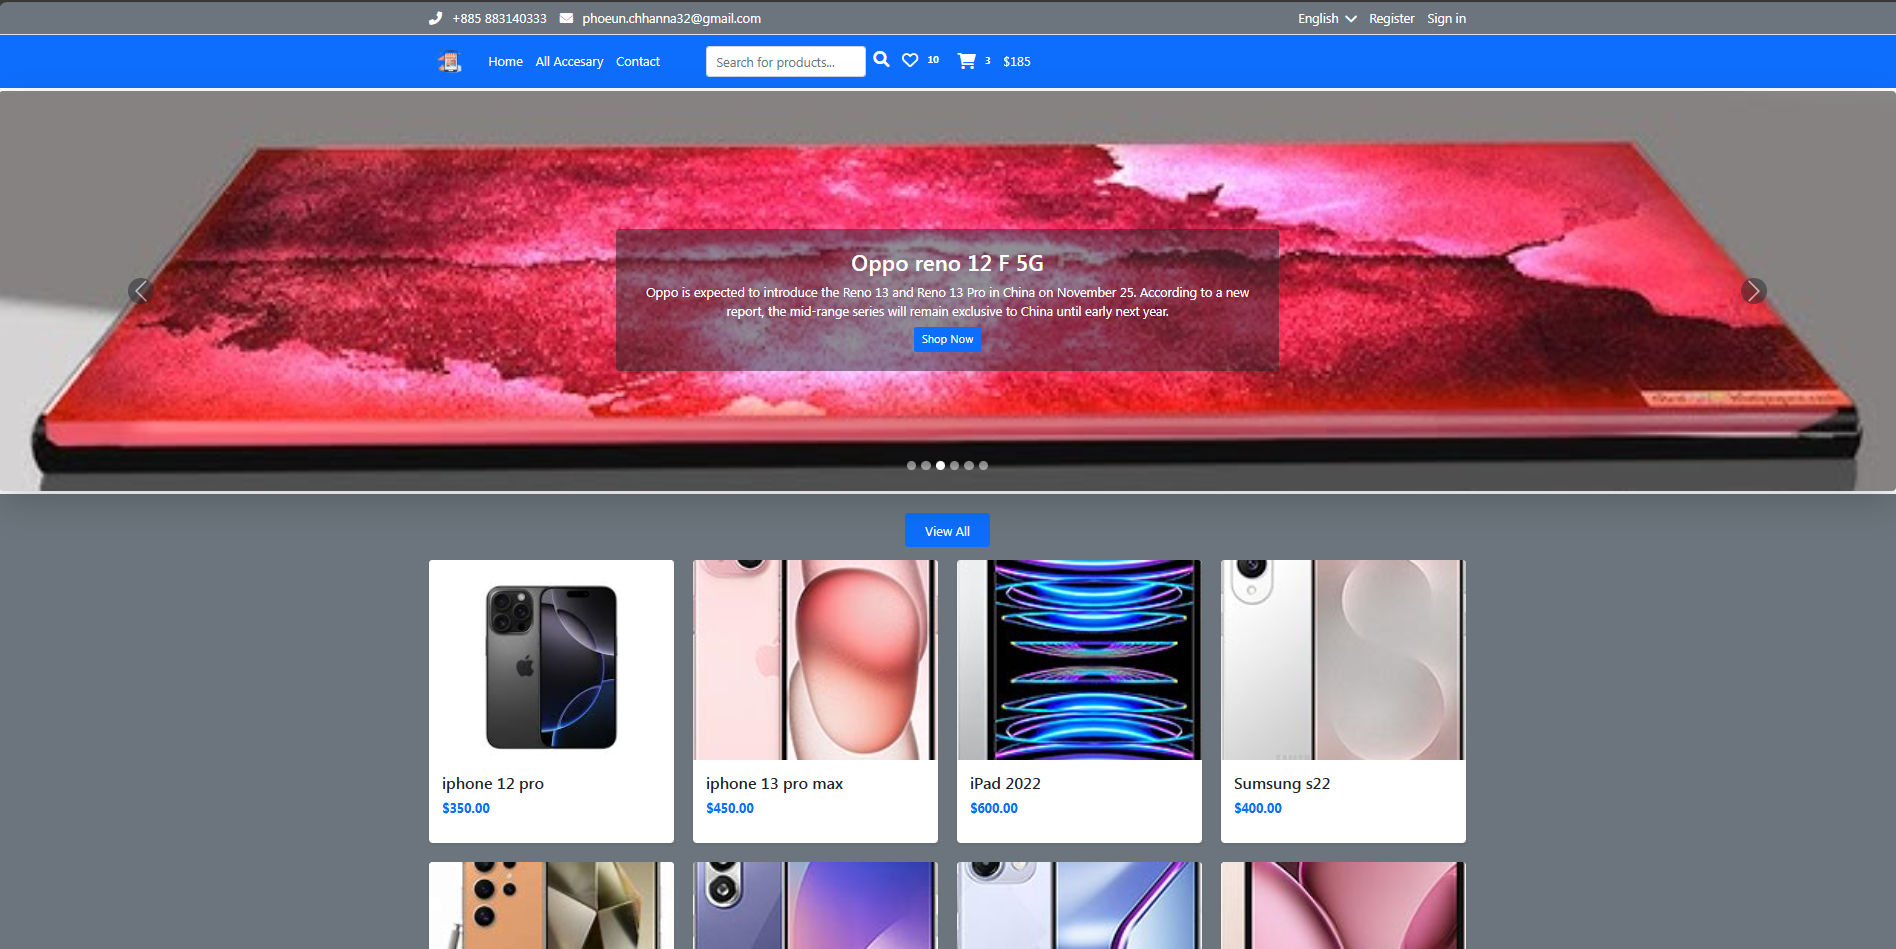 +885 883140333 phoeun.chhanna32@gmail.com English Register Sign in
Home All Accesary Contact Search for products... 10 3 $185
Oppo reno 12 F 5G
Oppo is expected to introduce the Reno 13 and Reno 13 Pro in China on November 25. According to a new
report, the mid-range series will remain exclusive to China until early next year.
Shop Now
View All
iphone 12 pro
$350.00
iphone 13 pro max
$450.00
iPad 2022
$600.00
Sumsung s22
$400.00